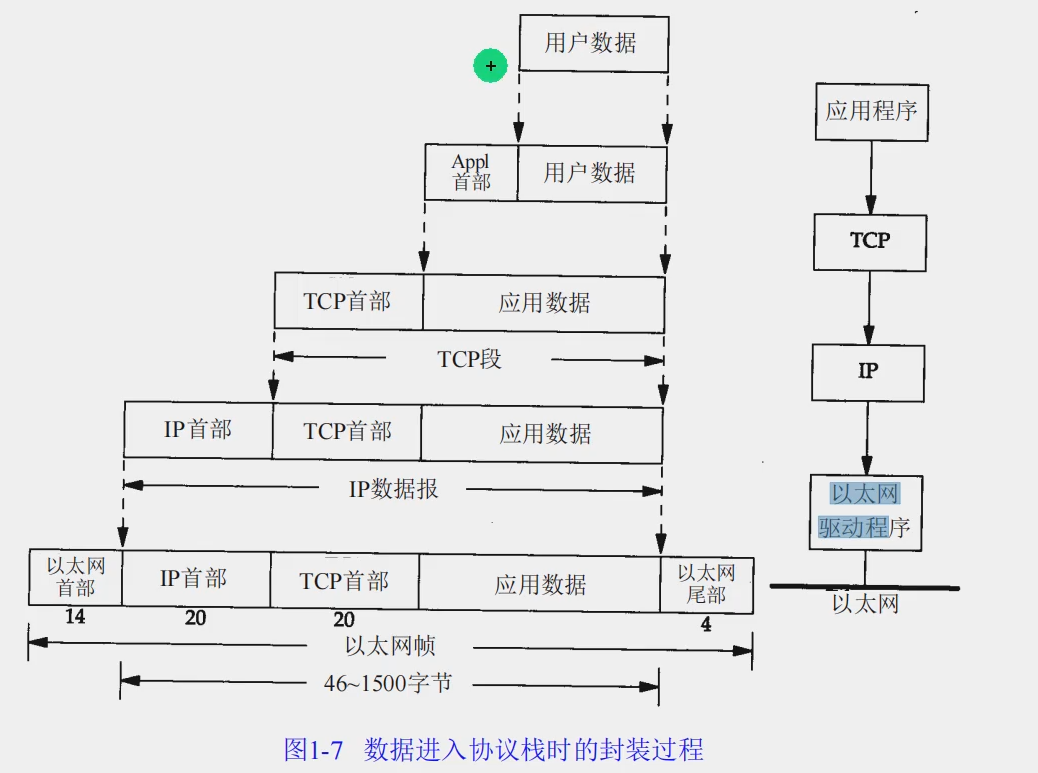 用户数据
应用程序
Appl
首部
用户数据
TCP
TCP首部
应用数据
TCP段
IP
IP首部
TCP首部
应用数据
IP数据报
以太网
驱动程序
以太网
首部
IP首部
TCP首部
应用数据
以太网
尾部
以太网
14
20
20
4
以太网帧
46~1500字节
图1-7 数据进入协议栈时的封装过程